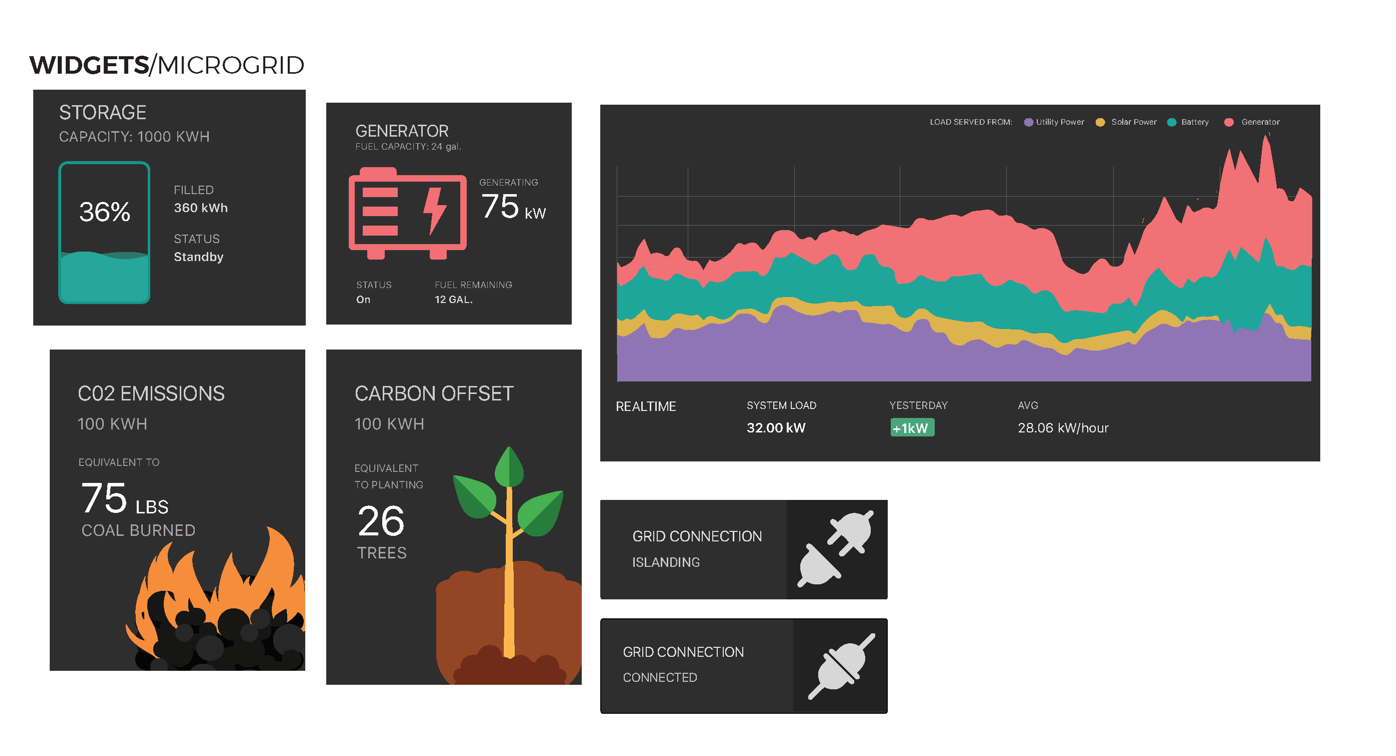 WIDGETS/MICROGRID
STORAGE
CAPACITY: 1000 KWH
36%
FILLED
360 kWh
STATUS
Standby
GENERATOR
FUEL CAPACITY: 24 gal.
GENERATING
75 kW
STATUS
On
FUEL REMAINING
12 GAL.
LOAD SERVED FROM: Utility Power Solar Power Battery Generator
REALTIME
SYSTEM LOAD
32.00 kW
YESTERDAY
+1kW
AVG
28.06 kW/hour
C02 EMISSIONS
100 KWH
EQUIVALENT TO
75 LBS
COAL BURNED
CARBON OFFSET
100 KWH
EQUIVALENT
TO PLANTING
26
TREES
GRID CONNECTION
ISLANDING
GRID CONNECTION
CONNECTED